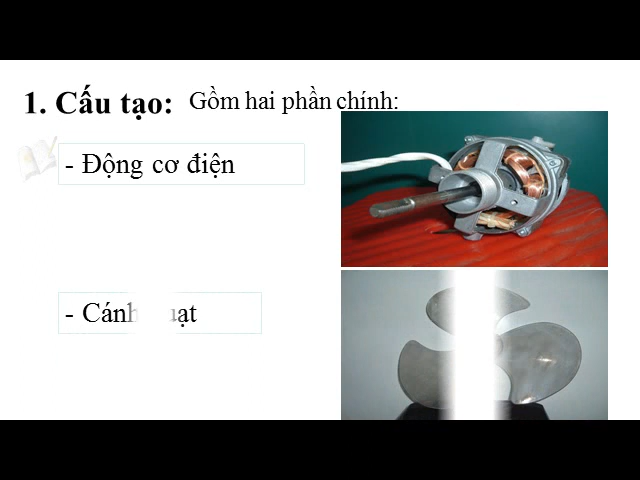 1. Cấu tạo: Gồm hai phần chính:
- Động cơ điện
- Cánh